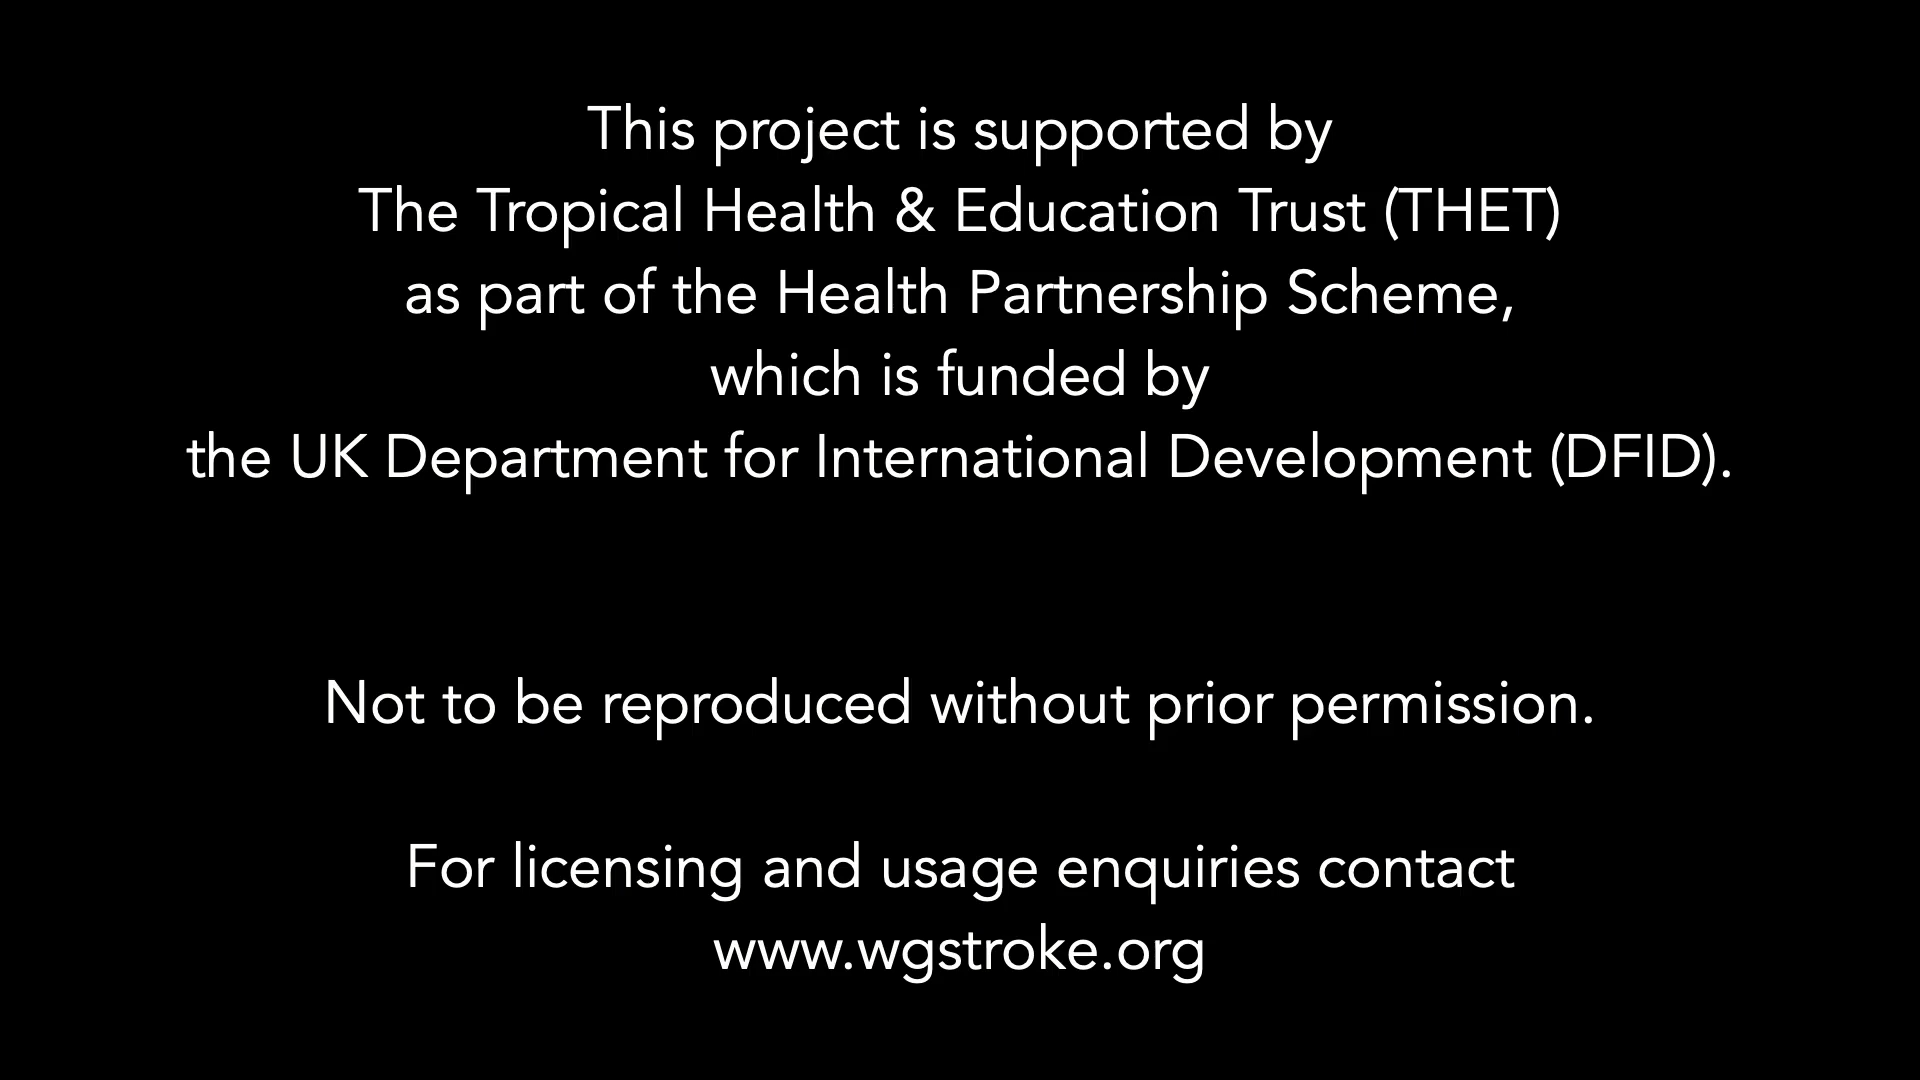 This project is supported by
The Tropical Health & Education Trust (THET)
as part of the Health Partnership Scheme,
which is funded by
the UK Department for International Development (DFID).
Not to be reproduced without prior permission.
For licensing and usage enquiries contact
www.wgstroke.org